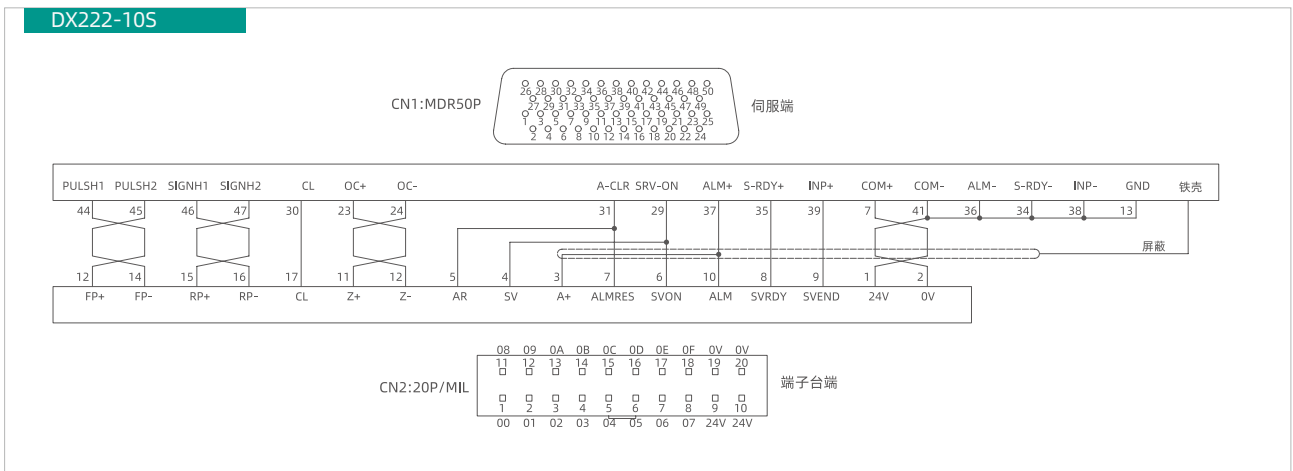 DX222-10S
26 28 30 32 34 36 38 40 42 44 46 48 50
CN1:MDR50P
27 29 31 33 35 37 39 41 43 45 47 49
伺服端
1 3 5 7 9 11 13 15 17 19 21 23 25
2 4 6 8 10 12 14 16 18 20 22 24
PULSH1 PULSH2 SIGNH1 SIGNH2 CL OC+ OC- A-CLR SRV-ON ALM+ S-RDY+ INP+ COM+ COM- ALM- S-RDY- INP- GND 铁壳
44 45 46 47 30 23 24 31 29 37 35 39 7 41 36 34 38 13
屏蔽
12 14 15 16 17 11 12 5 4 3 7 6 10 8 9 1 2
FP+ FP- RP+ RP- CL Z+ Z- AR SV A+ ALMRES SVON ALM SVRDY SVEND 24V 0V
08 09 0A 0B 0C 0D 0E 0F 0V 0V
11 12 13 14 15 16 17 18 19 20
CN2:20P/MIL
端子台端
1 2 3 4 5 6 7 8 9 10
00 01 02 03 04 05 06 07 24V 24V